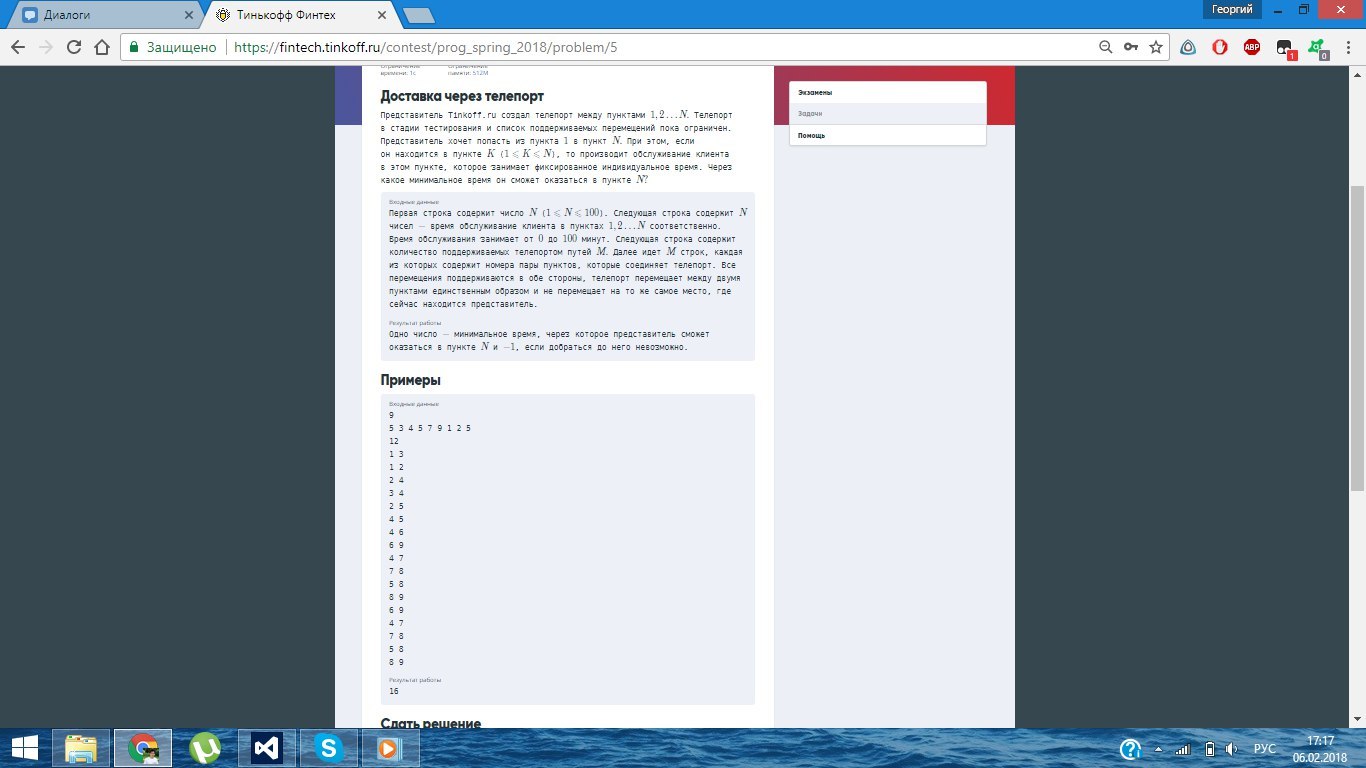 Диалоги
Тинькофф Финтех
Георгий
Защищено
https://fintech.tinkoff.ru/contest/prog_spring_2018/problem/5
ABP
1
0
времени: 1с
памяти: 512M
Доставка через телепорт
Представитель Tinkoff.ru создал телепорт между пунктами 1, 2 ... N. Телепорт
в стадии тестирования и список поддерживаемых перемещений пока ограничен.
Представитель хочет попасть из пункта 1 в пункт N. При этом, если
он находится в пункте K (1 ⩽ K ⩽ N), то производит обслуживание клиента
в этом пункте, которое занимает фиксированное индивидуальное время. Через
какое минимальное время он сможет оказаться в пункте N?
Входные данные
Первая строка содержит число N (1 ⩽ N ⩽ 100). Следующая строка содержит N
чисел — время обслуживание клиента в пунктах 1, 2 ... N соответственно.
Время обслуживания занимает от 0 до 100 минут. Следующая строка содержит
количество поддерживаемых телепортом путей M. Далее идет M строк, каждая
из которых содержит номера пары пунктов, которые соединяет телепорт. Все
перемещения поддерживаются в обе стороны, телепорт перемещает между двумя
пунктами единственным образом и не перемещает на то же самое место, где
сейчас находится представитель.
Результат работы
Одно число — минимальное время, через которое представитель сможет
оказаться в пункте N и −1, если добраться до него невозможно.
Примеры
Входные данные
9
5 3 4 5 7 9 1 2 5
12
1 3
1 2
2 4
3 4
2 5
4 5
4 6
6 9
4 7
7 8
5 8
8 9
6 9
4 7
7 8
5 8
8 9
Результат работы
16
Сдать решение
Экзамены
Задачи
Помощь
РУС
17:17
06.02.2018